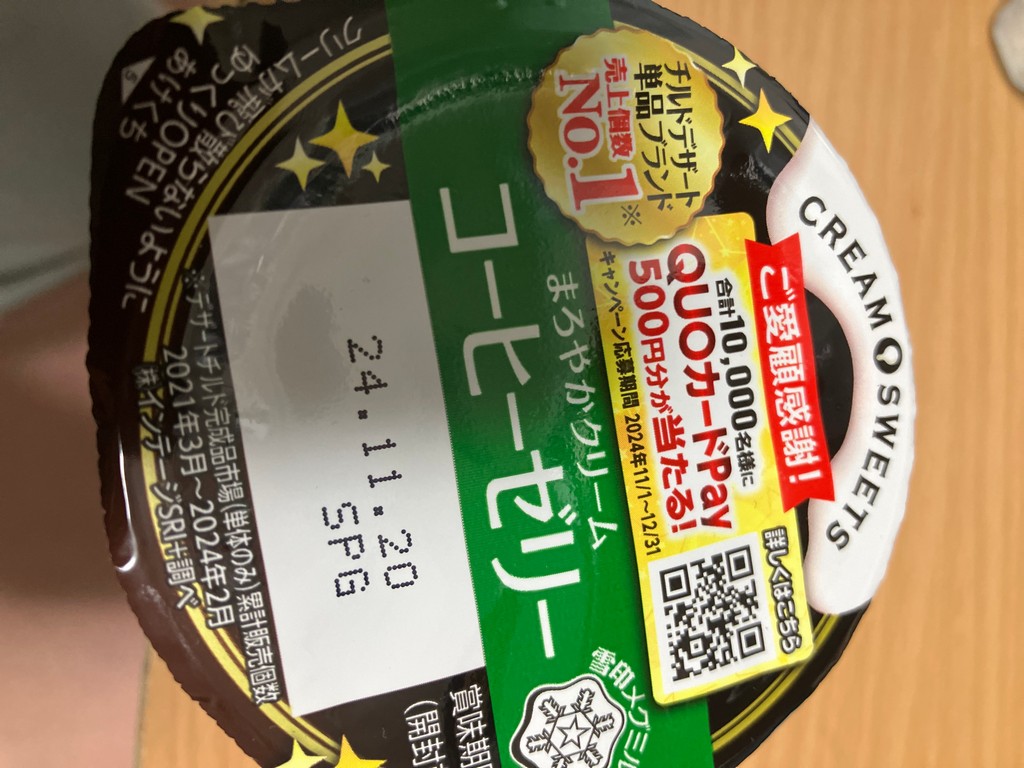 CREAM SWEETS
ご愛顧感謝!
合計10,000名様に
QUOカードPay
500円分が当たる!
キャンペーン応募期間 2024年11/1~12/31
詳しくはこちら
チルドデザート
単品ブランド
売上個数
No.1※
まろやかクリーム
コーヒーゼリー
雪印メグミル
24.11.20
SPG
賞味期
(開封
※デザートチルド完成品市場(単体のみ)累計販売個数
2021年3月~2024年2月
㈱インテージSRI+調べ
クリームが飛び散らないように
ゆっくりOPEN
あけくち